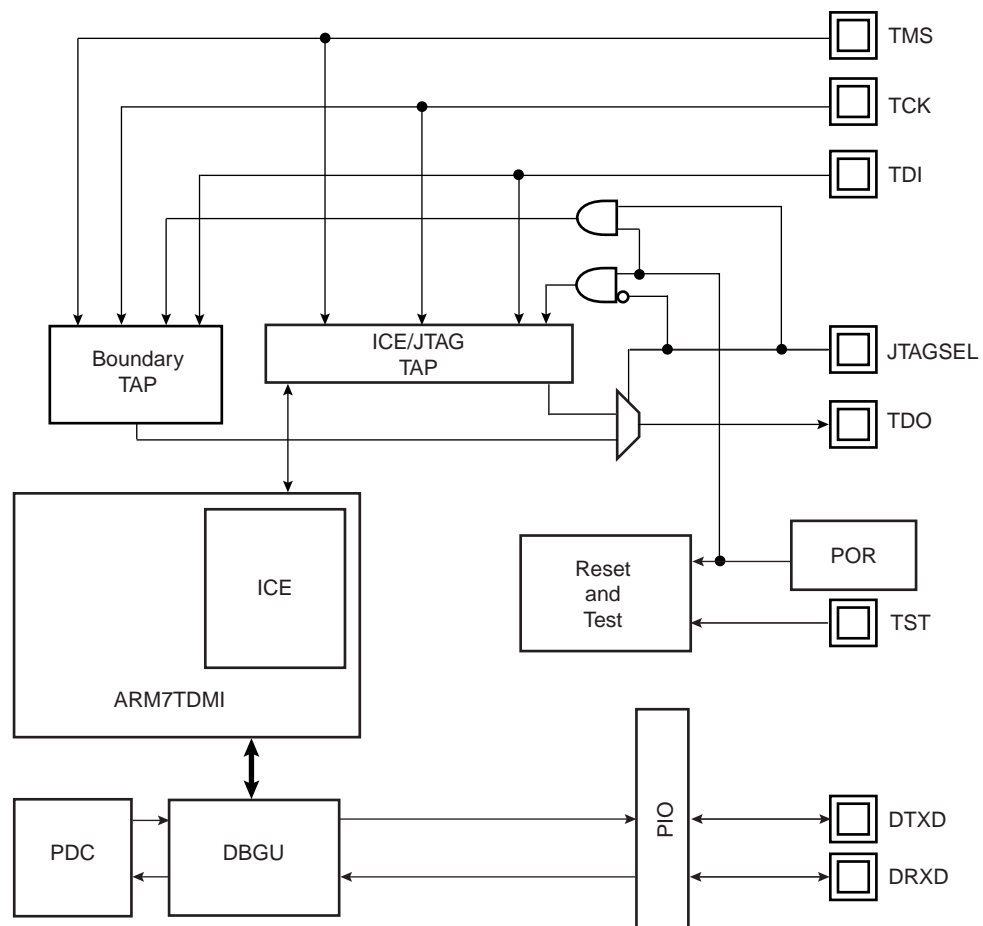 TMS
TCK
TDI
Boundary
TAP
ICE/JTAG
TAP
JTAGSEL
TDO
ICE
ARM7TDMI
Reset
and
Test
POR
TST
PDC
DBGU
PIO
DTXD
DRXD